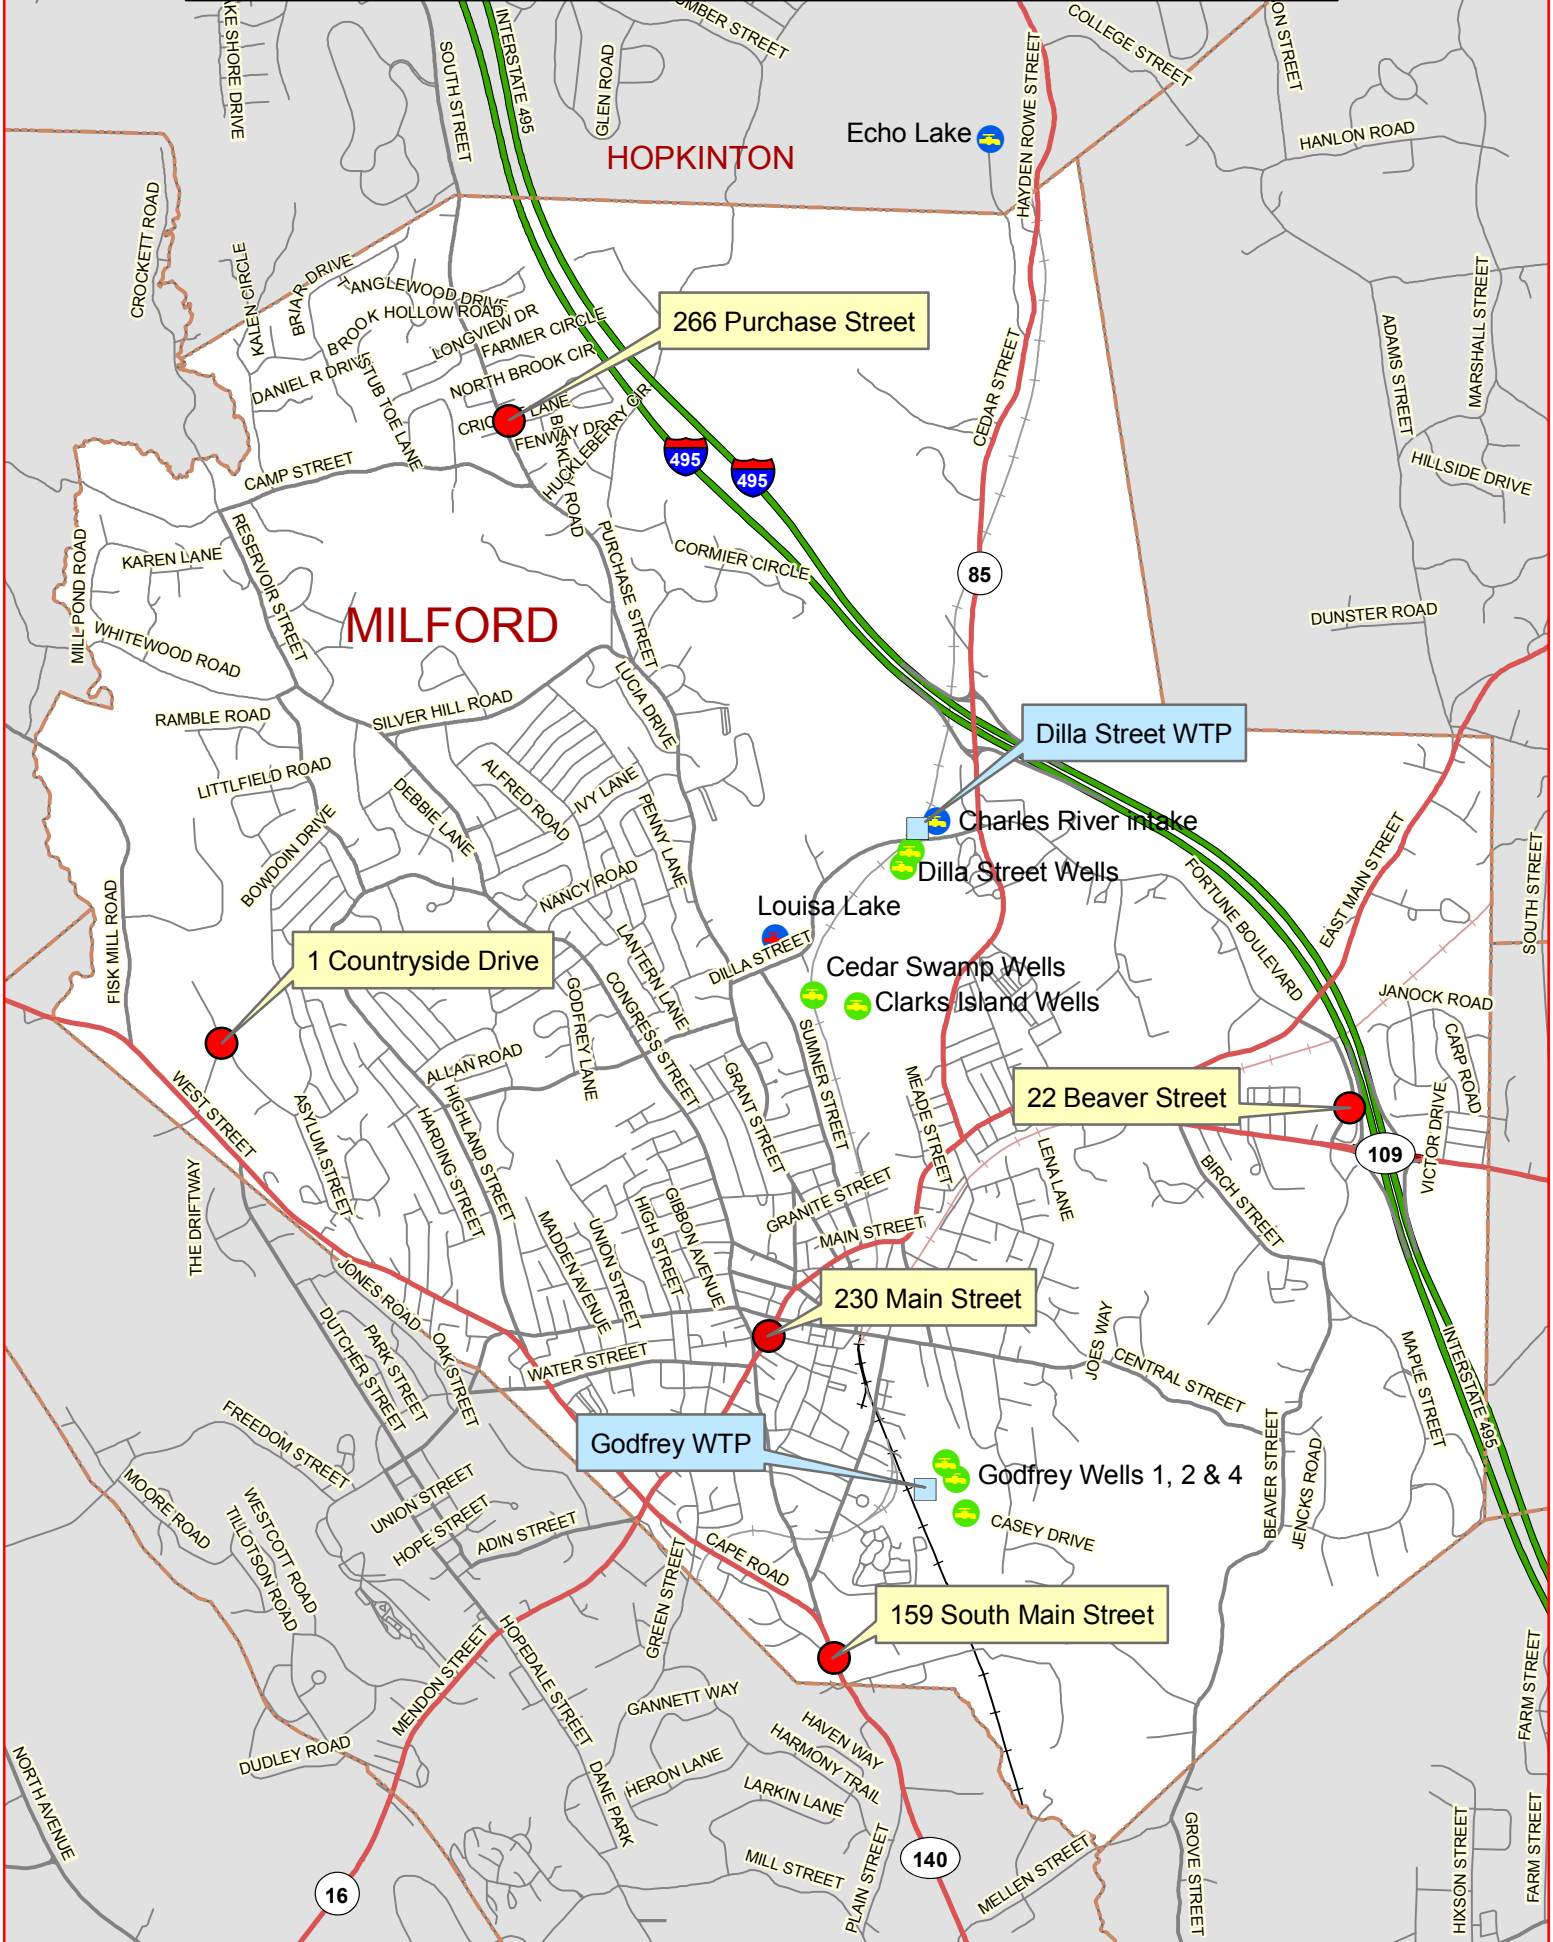 LAKE SHORE DRIVE
SOUTH STREET
INTERSTATE 495
GLEN ROAD
UMBER STREET
HAYDEN ROWE STREET
COLLEGE STREET
ON STREET
HANLON ROAD
Echo Lake
HOPKINTON
CROCKETT ROAD
KALEN CIRCLE
BRIAR DRIVE
TANGLEWOOD DRIVE
BROOK HOLLOW ROAD
LONGVIEW DR
FARMER CIRCLE
NORTH BROOK CIR
DANIEL R DRIVE
STUB TOE LANE
266 Purchase Street
CEDAR STREET
ADAMS STREET
MARSHALL STREET
LANE
FENWAY DR
HUCKLEBERRY CIR
ROAD
CAMP STREET
495
495
HILLSIDE DRIVE
RESERVOIR STREET
KAREN LANE
MILL POND ROAD
WHITEWOOD ROAD
PURCHASE STREET
CORMIER CIRCLE
85
DUNSTER ROAD
MILFORD
LUCIA DRIVE
SILVER HILL ROAD
RAMBLE ROAD
Dilla Street WTP
LITTLFIELD ROAD
DEBBIE LANE
ALFRED ROAD
IVY LANE
PENNY LANE
BOWDOIN DRIVE
Charles River intake
Dilla Street Wells
EAST MAIN STREET
FORTUNE BOULEVARD
SOUTH STREET
FISK MILL ROAD
NANCY ROAD
Louisa Lake
LANTERN LANE
DILLA STREET
1 Countryside Drive
Cedar Swamp Wells
Clarks Island Wells
GODFREY LANE
CONGRESS STREET
JANOCK ROAD
CARP ROAD
SUMNER STREET
ALLAN ROAD
GRANT STREET
MEADE STREET
22 Beaver Street
VICTOR DRIVE
WEST STREET
ASYLUM STREET
HARDING STREET
HIGHLAND STREET
LENA LANE
109
BIRCH STREET
THE DRIFTWAY
GRANITE STREET
MAIN STREET
MADDEN AVENUE
UNION STREET
HIGH STREET
GIBBON AVENUE
JONES ROAD
230 Main Street
DUTCHER STREET
PARK STREET
OAK STREET
WATER STREET
JOES WAY
CENTRAL STREET
MAPLE STREET
INTERSTATE 495
FREEDOM STREET
Godfrey WTP
Godfrey Wells 1, 2 & 4
BEAVER STREET
JENCKS ROAD
MOORE ROAD
WESTCOTT ROAD
TILLOTSON ROAD
UNION STREET
HOPE STREET
ADIN STREET
CASEY DRIVE
CAPE ROAD
GREEN STREET
159 South Main Street
MENDON STREET
HOPEDALE STREET
FARM STREET
GANNETT WAY
HAVEN WAY
HARMONY TRAIL
DUDLEY ROAD
HERON LANE
LARKIN LANE
DANE PARK
NORTH AVENUE
MILL STREET
PLAIN STREET
140
MELLEN STREET
GROVE STREET
HIXSON STREET
FARM STREET
16